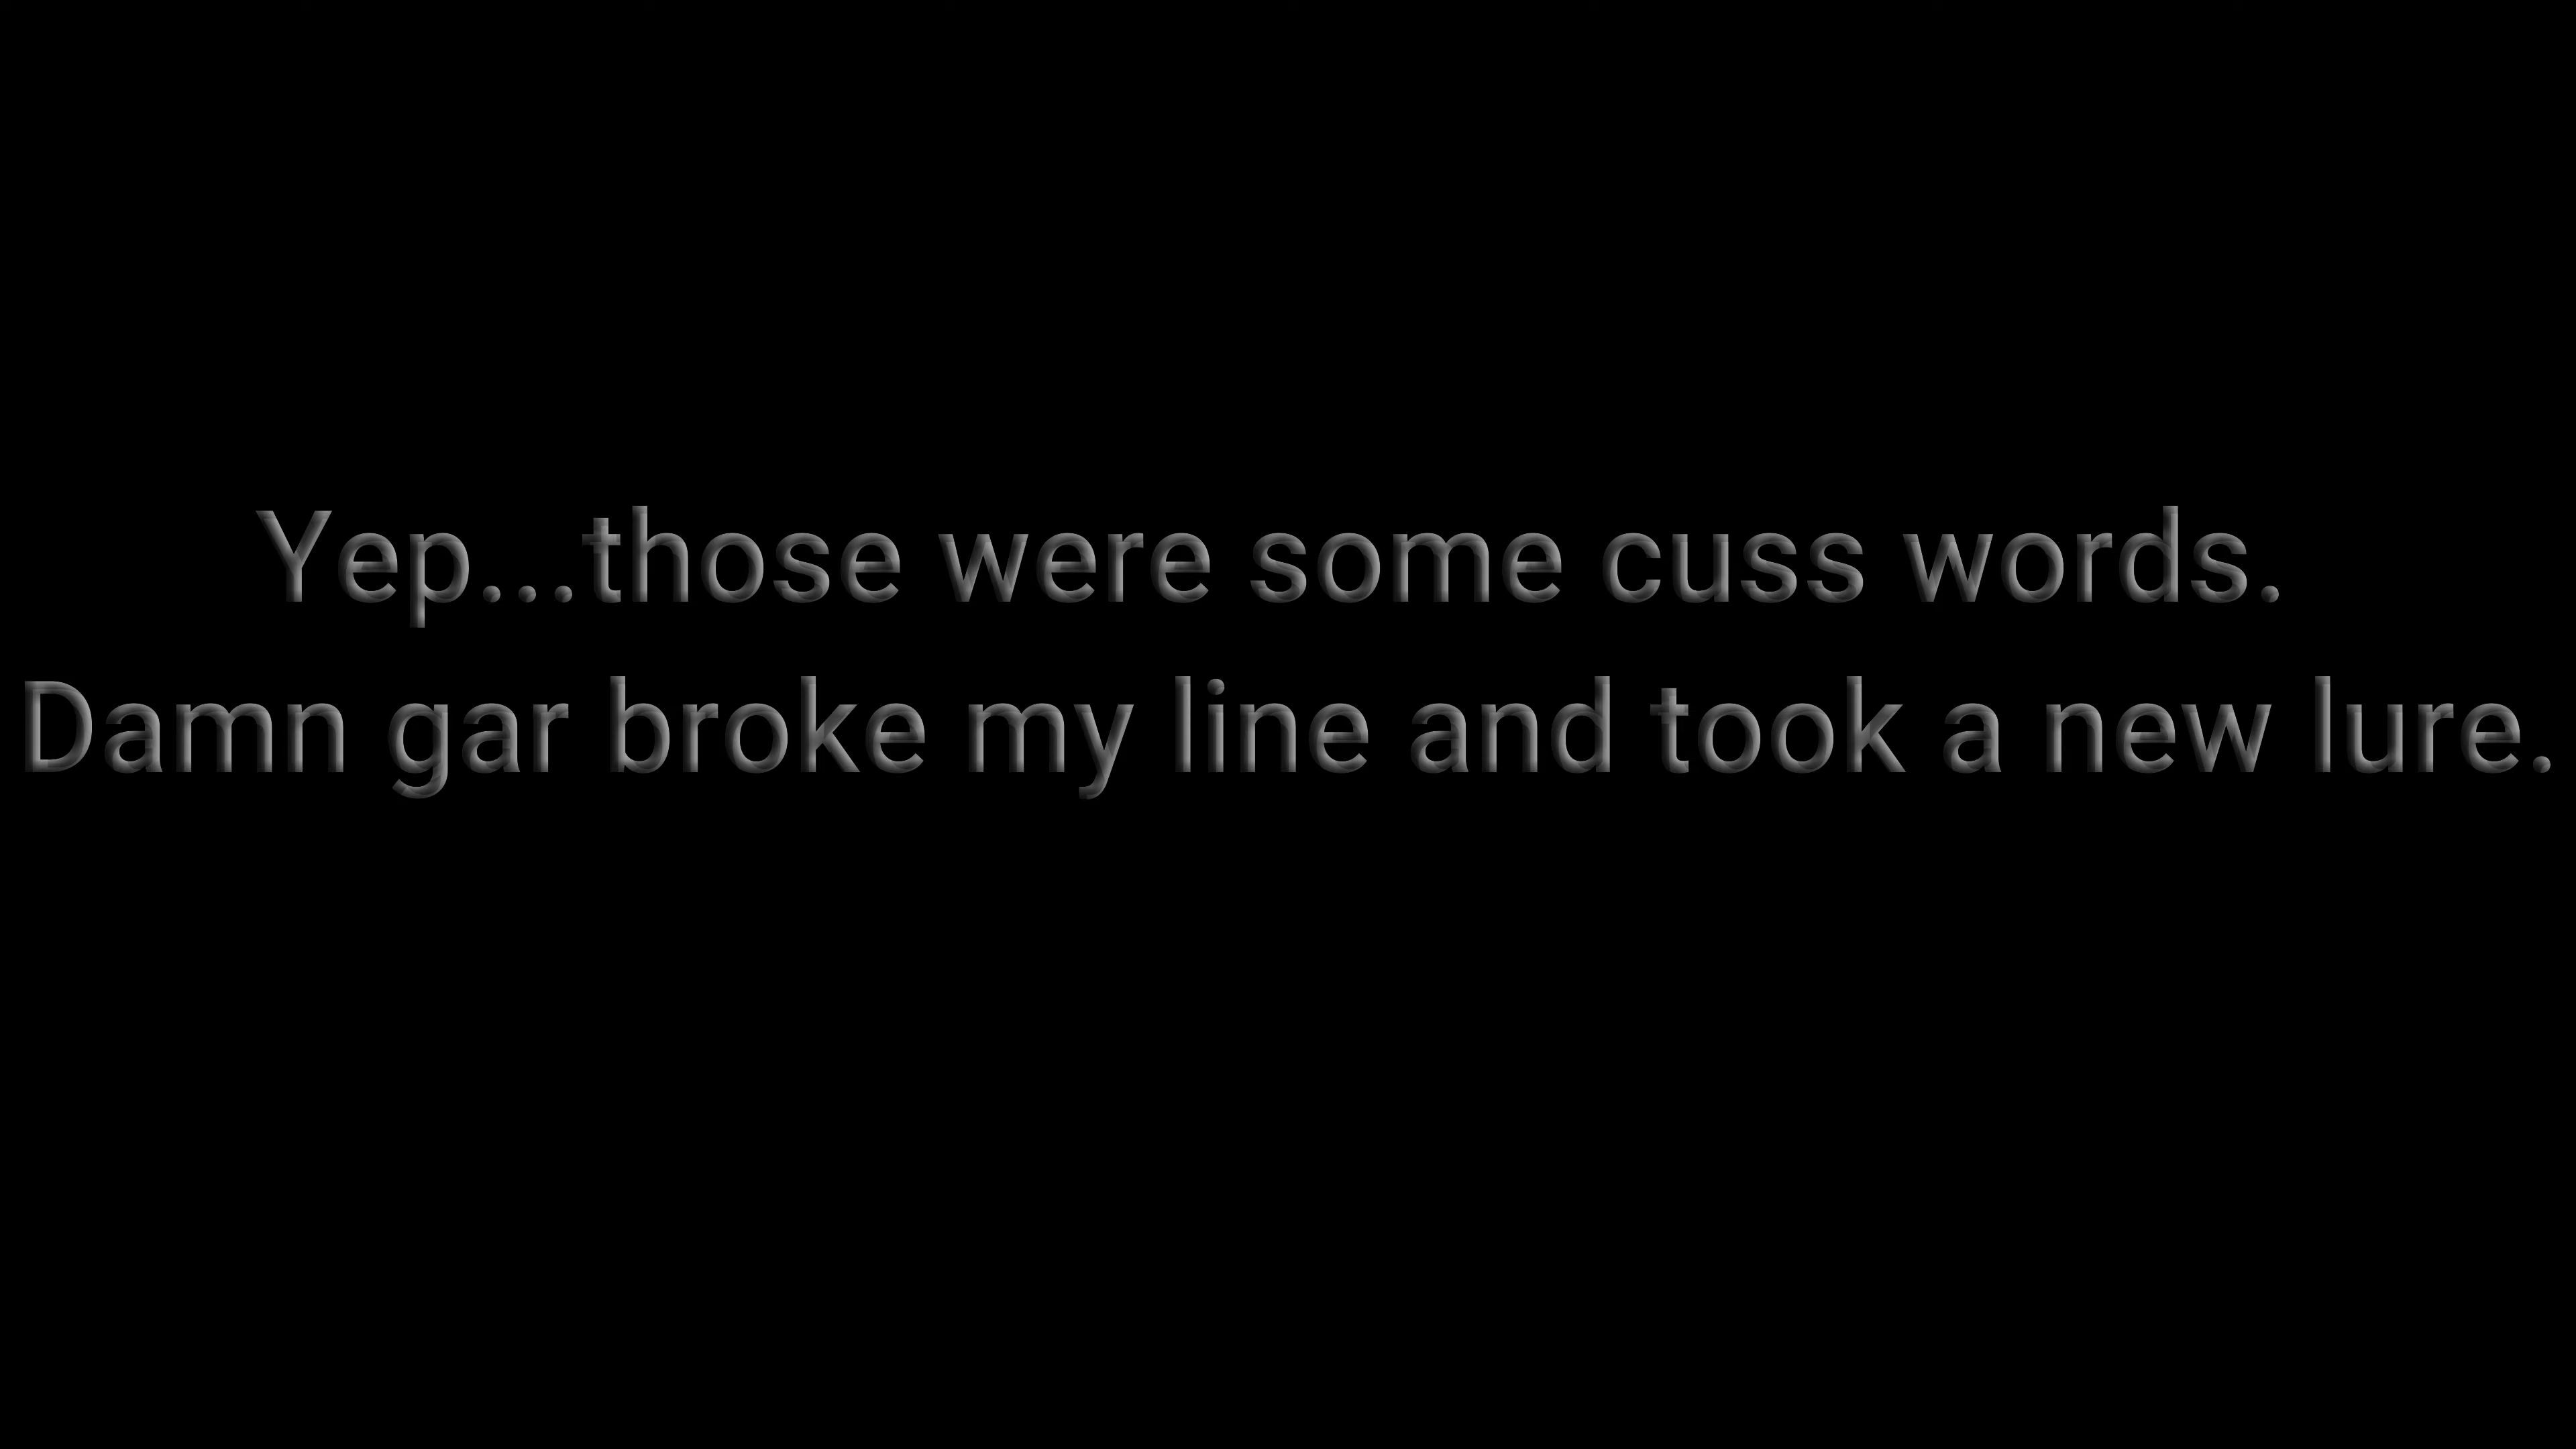 Yep...those were some cuss words.
Damn gar broke my line and took a new lure.